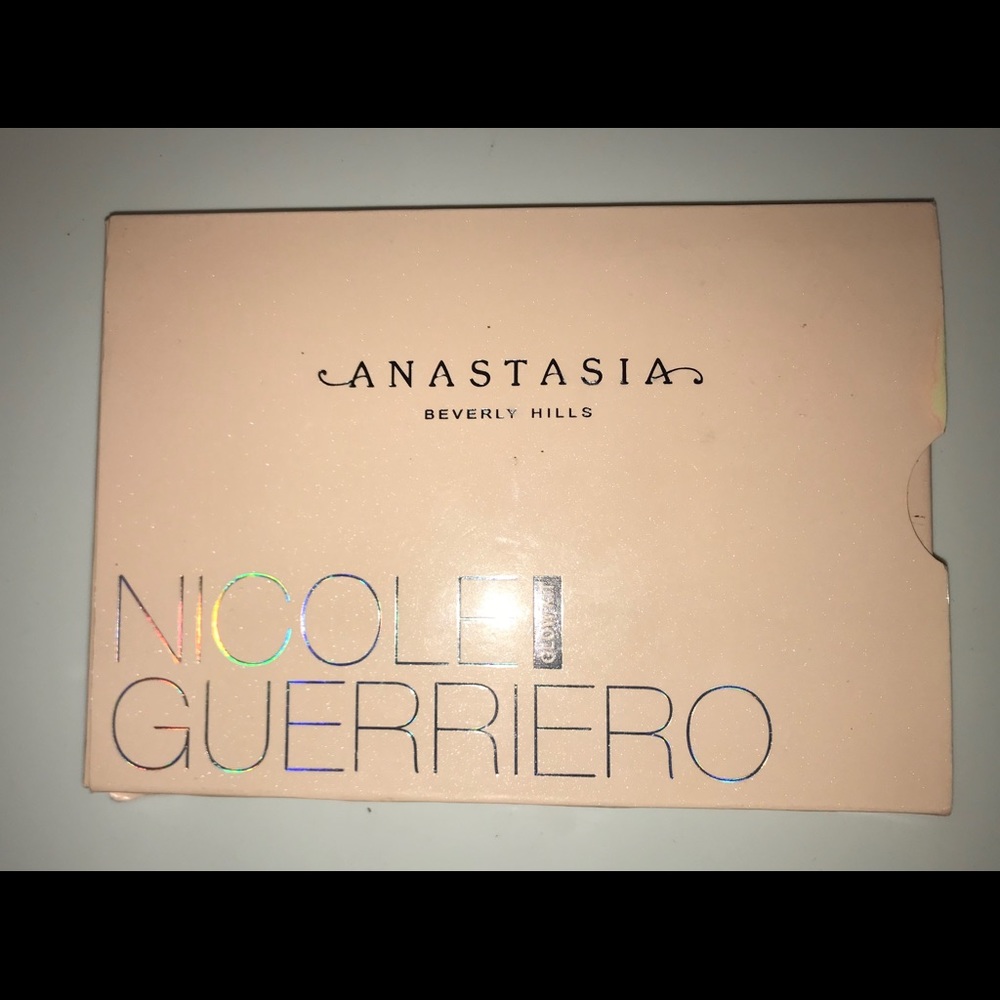 ANASTASIA
BEVERLY HILLS
NICOLE
GUERRIERO